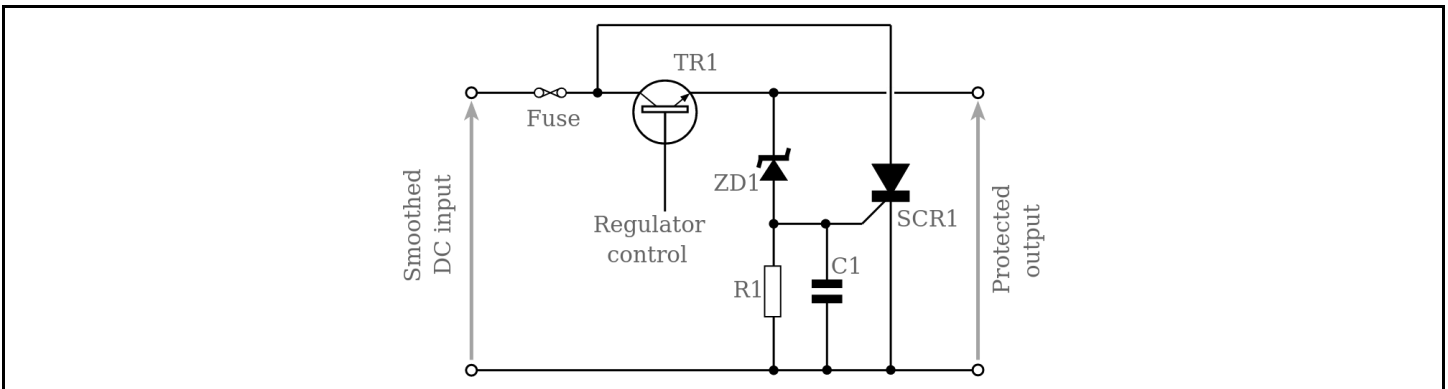 TR1
Fuse
ZD1
Regulator
control
SCR1
R1
C1
Smoothed
DC input
Protected
output